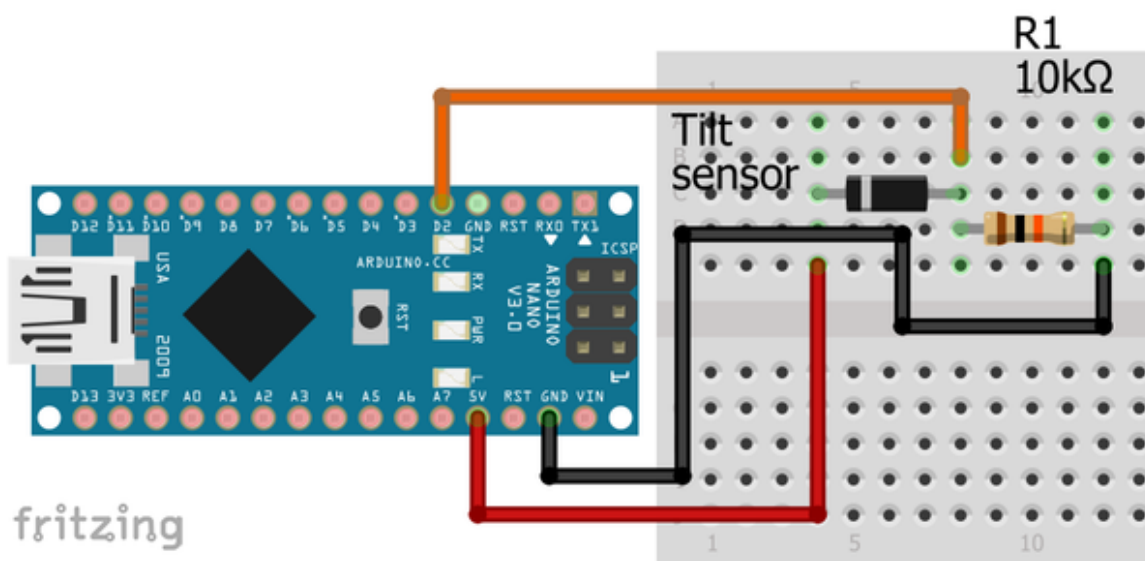 R1
10kΩ
1 5 10
A
Tilt
B
sensor
C
D12 D11 D10 D9 D8 D7 D6 D5 D4 D3 D2 GND RST RX0 TX1
TX
RX
PWR
L
ARDUINO.CC
RST
ICSP
ARDUINO
NANO
V3.0
1
USA
2009
D13 3V3 REF A0 A1 A2 A3 A4 A5 A6 A7 5V RST GND VIN
fritzing
1 5 10